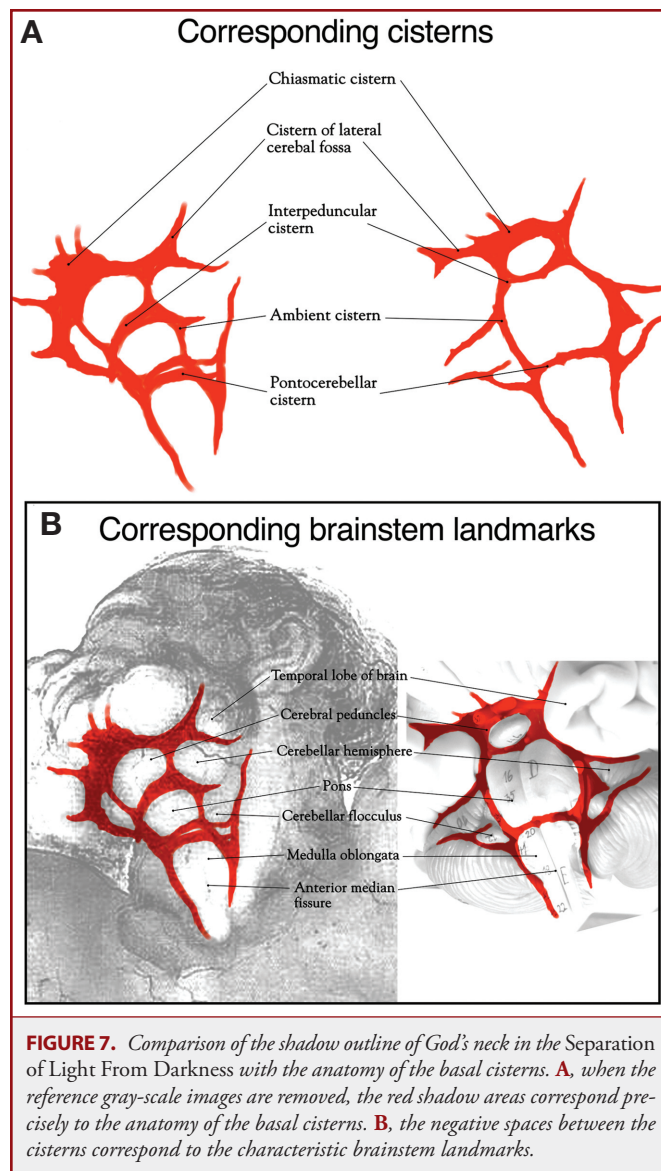 A
Corresponding cisterns
Chiasmatic cistern
Cistern of lateral
cerebal fossa
Interpeduncular
cistern
Ambient cistern
Pontocerebellar
cistern
B
Corresponding brainstem landmarks
Temporal lobe of brain
Cerebral peduncles
Cerebellar hemisphere
Pons
Cerebellar flocculus
Medulla oblongata
Anterior median
fissure
16
D
35
20
E
22
FIGURE 7. Comparison of the shadow outline of God's neck in the Separation
of Light From Darkness with the anatomy of the basal cisterns. A, when the
reference gray-scale images are removed, the red shadow areas correspond pre-
cisely to the anatomy of the basal cisterns. B, the negative spaces between the
cisterns correspond to the characteristic brainstem landmarks.